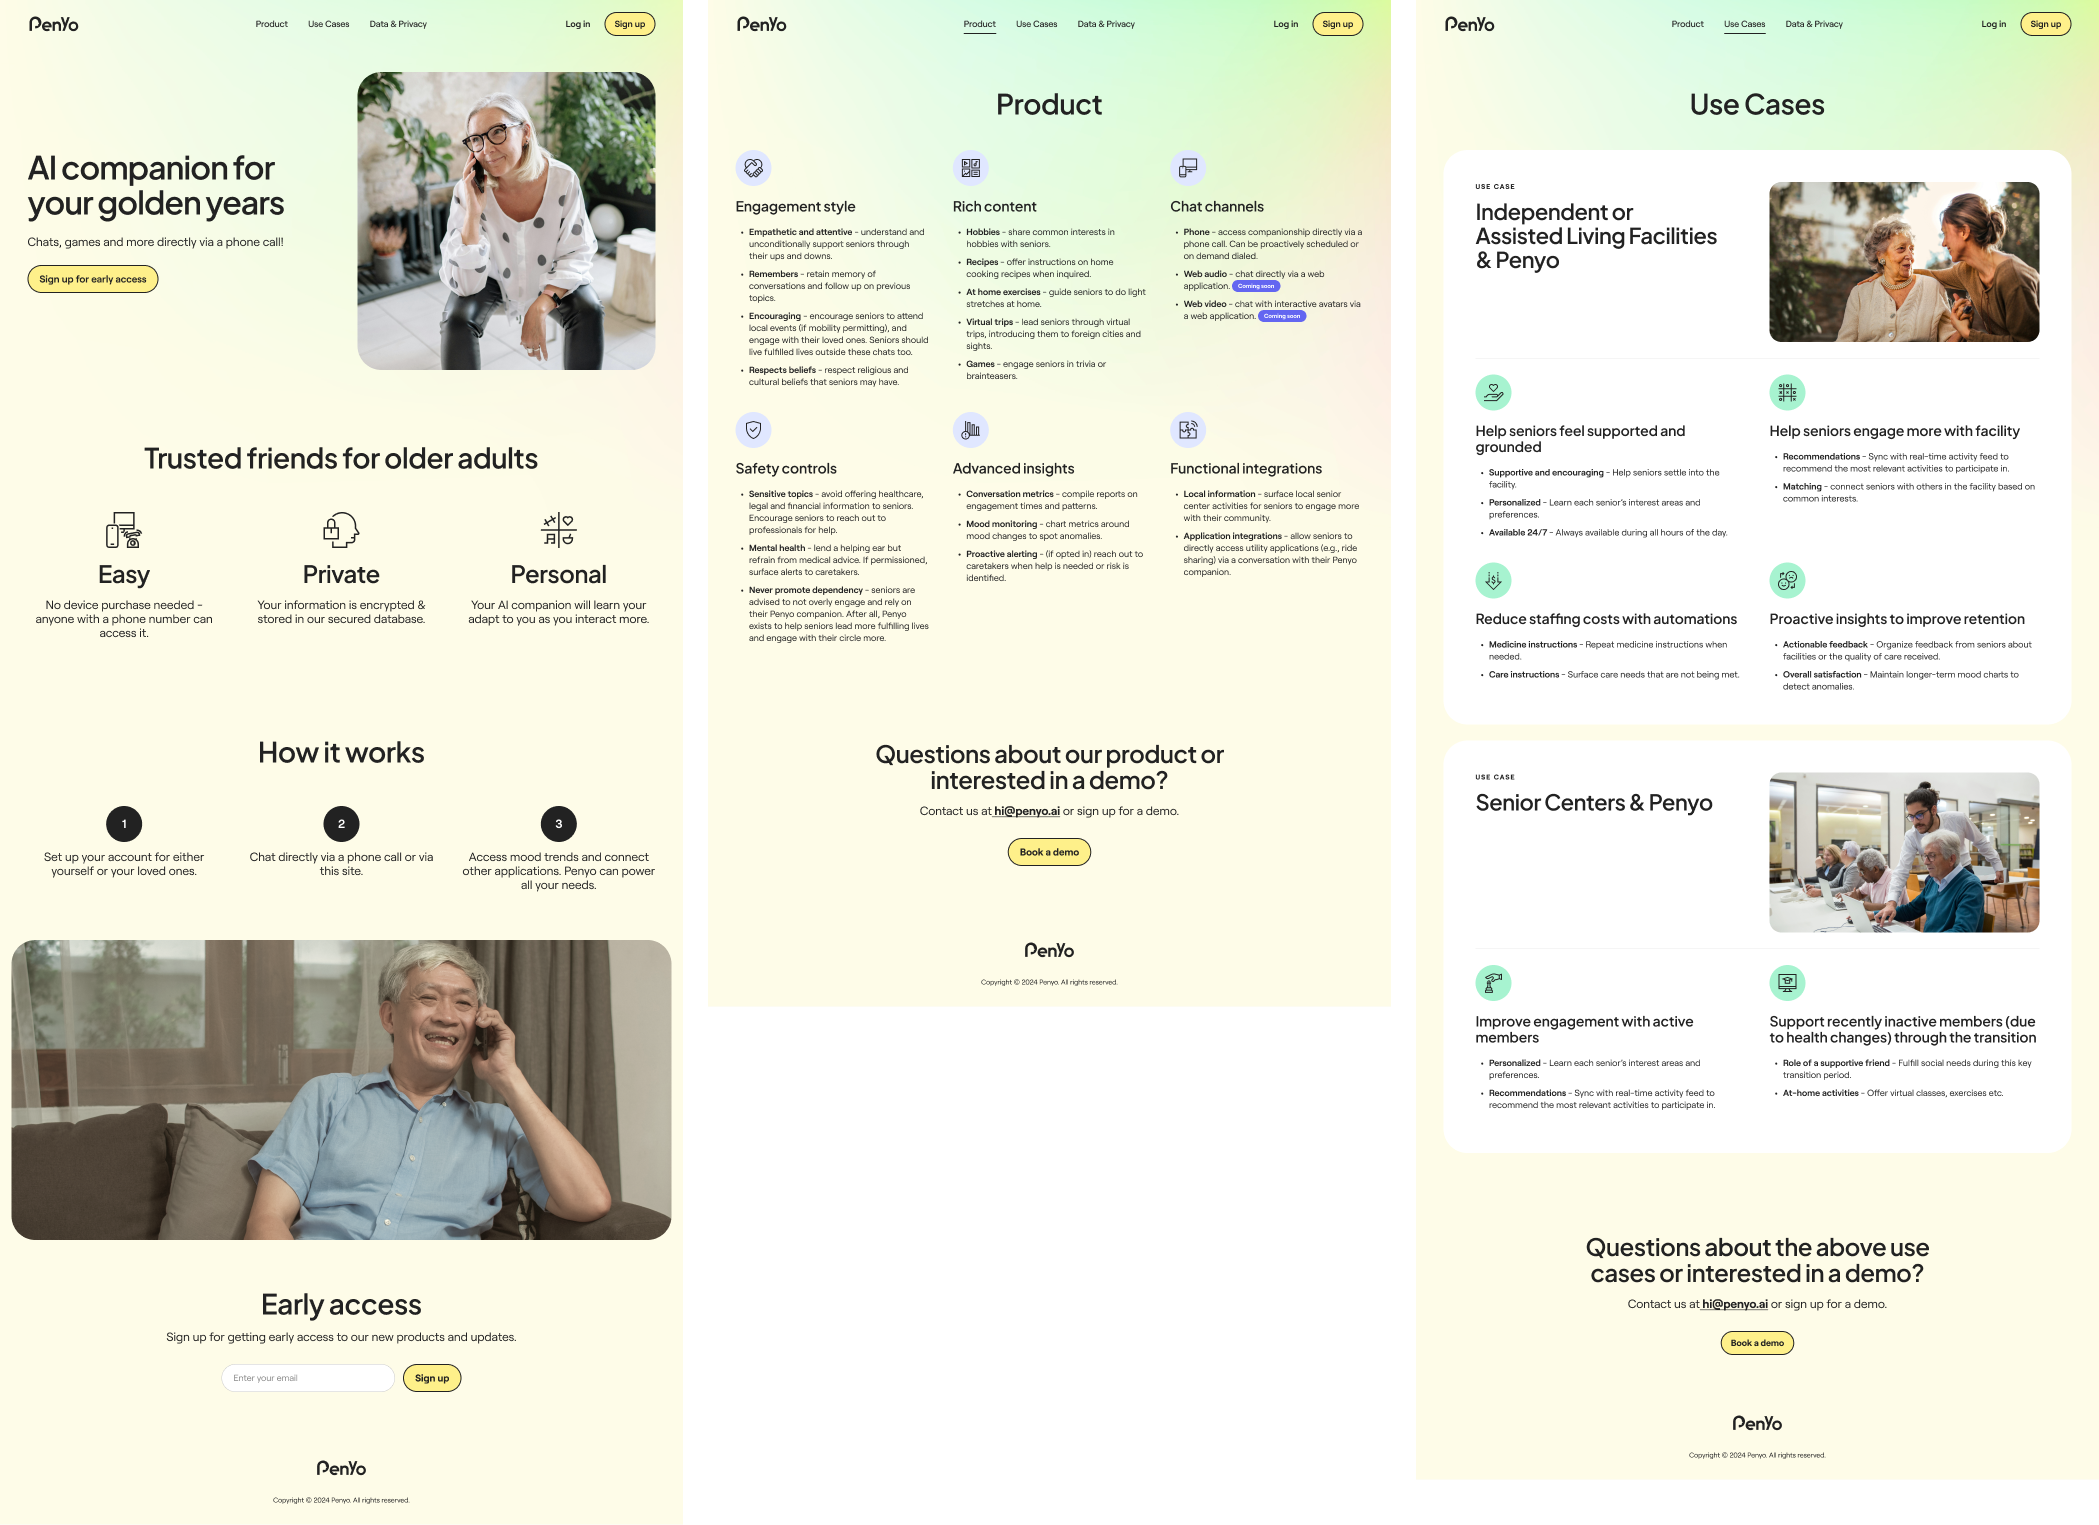 PenYo
Product Use Cases Data & Privacy
Log in Sign up
AI companion for
your golden years
Chats, games and more directly via a phone call!
Sign up for early access
Trusted friends for older adults
Easy
No device purchase needed -
anyone with a phone number can
access it.
Private
Your information is encrypted &
stored in our secured database.
Personal
Your AI companion will learn your
adapt to you as you interact more.
How it works
1
Set up your account for either
yourself or your loved ones.
2
Chat directly via a phone call or via
this site.
3
Access mood trends and connect
other applications. Penyo can power
all your needs.
Early access
Sign up for getting early access to our new products and updates.
Enter your email Sign up
PenYo
Copyright © 2024 Penyo. All rights reserved.
PenYo
Product Use Cases Data & Privacy
Log in Sign up
Product
Engagement style
• Empathetic and attentive - understand and
unconditionally support seniors through
their ups and downs.
• Remembers - retain memory of
conversations and follow up on previous
topics.
• Encouraging - encourage seniors to attend
local events (if mobility permitting), and
engage with their loved ones. Seniors should
live fulfilled lives outside these chats too.
• Respects beliefs - respect religious and
cultural beliefs that seniors may have.
Rich content
• Hobbies - share common interests in
hobbies with seniors.
• Recipes - offer instructions on home
cooking recipes when inquired.
• At home exercises - guide seniors to do light
stretches at home.
• Virtual trips - lead seniors through virtual
trips, introducing them to foreign cities and
sights.
• Games - engage seniors in trivia or
brainteasers.
Chat channels
• Phone - access companionship directly via a
phone call. Can be proactively scheduled or
on demand dialed.
• Web audio - chat directly via a web
application. Coming soon
• Web video - chat with interactive avatars via
a web application. Coming soon
Safety controls
• Sensitive topics - avoid offering healthcare,
legal and financial information to seniors.
Encourage seniors to reach out to
professionals for help.
• Mental health - lend a helping ear but
refrain from medical advice. If permissioned,
surface alerts to caretakers.
• Never promote dependency - seniors are
advised to not overly engage and rely on
their Penyo companion. After all, Penyo
exists to help seniors lead more fulfilling lives
and engage with their circle more.
Advanced insights
• Conversation metrics - compile reports on
engagement times and patterns.
• Mood monitoring - chart metrics around
mood changes to spot anomalies.
• Proactive alerting - (if opted in) reach out to
caretakers when help is needed or risk is
identified.
Functional integrations
• Local information - surface local senior
center activities for seniors to engage more
with their community.
• Application integrations - allow seniors to
directly access utility applications (e.g., ride
sharing) via a conversation with their Penyo
companion.
Questions about our product or
interested in a demo?
Contact us at hi@penyo.ai or sign up for a demo.
Book a demo
PenYo
Copyright © 2024 Penyo. All rights reserved.
PenYo
Product Use Cases Data & Privacy
Log in Sign up
Use Cases
USE CASE
Independent or
Assisted Living Facilities
& Penyo
Help seniors feel supported and
grounded
• Supportive and encouraging - Help seniors settle into the
facility.
• Personalized - Learn each senior's interest areas and
preferences.
• Available 24/7 - Always available during all hours of the day.
Help seniors engage more with facility
• Recommendations - Sync with real-time activity feed to
recommend the most relevant activities to participate in.
• Matching - connect seniors with others in the facility based on
common interests.
Reduce staffing costs with automations
• Medicine instructions - Repeat medicine instructions when
needed.
• Care instructions - Surface care needs that are not being met.
Proactive insights to improve retention
• Actionable feedback - Organize feedback from seniors about
facilities or the quality of care received.
• Overall satisfaction - Maintain longer-term mood charts to
detect anomalies.
USE CASE
Senior Centers & Penyo
Improve engagement with active
members
• Personalized - Learn each senior's interest areas and
preferences.
• Recommendations - Sync with real-time activity feed to
recommend the most relevant activities to participate in.
Support recently inactive members (due
to health changes) through the transition
• Role of a supportive friend - Fulfill social needs during this key
transition period.
• At-home activities - Offer virtual classes, exercises etc.
Questions about the above use
cases or interested in a demo?
Contact us at hi@penyo.ai or sign up for a demo.
Book a demo
PenYo
Copyright © 2024 Penyo. All rights reserved.